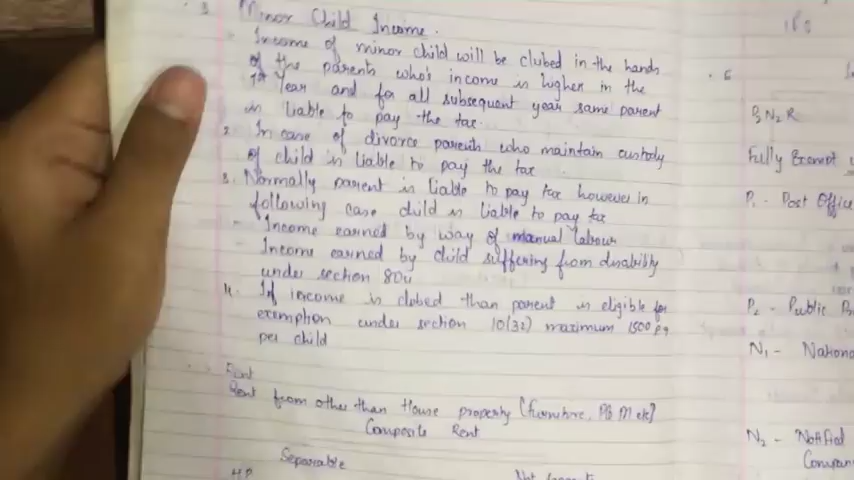 3 Minor Child Income.
Income of minor child will be clubed in the hands
of the parents who's income is higher in the
1st Year and for all subsequent year same parent
is liable to pay the tax.
2. In case of divorce parents who maintain custody
of child is liable to pay the tax
3. Normally parent is liable to pay tax however in
following case child is liable to pay tax
- Income earned by way of manual labour
- Income earned by child suffering from disability
under section 80u
4. If income is clubed than parent is eligible for
exemption under section 10(32) maximum 1500 pa
per child
Rent
Rent from other than House property [furniture, P&M etc]
Composite Rent
Separable
HP
6
P3 N2 R
Fully Exempt
P1 - Post Office
P2 - Public
N1 - National
N2 - Notified